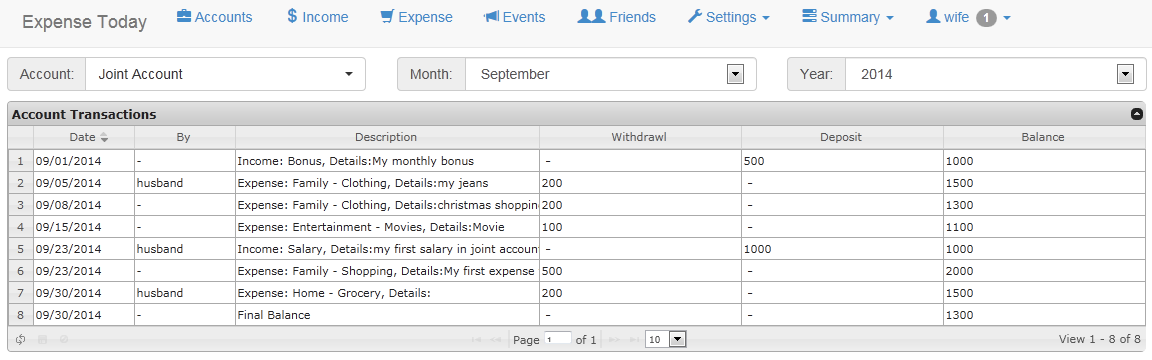 Expense Today Accounts Income Expense Events Friends Settings Summary wife 1
Account: Joint Account Month: September Year: 2014
Account Transactions
Date By Description Withdrawl Deposit Balance
1 09/01/2014 - Income: Bonus, Details:My monthly bonus - 500 1000
2 09/05/2014 husband Expense: Family - Clothing, Details:my jeans 200 - 1500
3 09/08/2014 - Expense: Family - Clothing, Details:christmas shoppin 200 - 1300
4 09/15/2014 - Expense: Entertainment - Movies, Details:Movie 100 - 1100
5 09/23/2014 husband Income: Salary, Details:my first salary in joint accoun - 1000 1000
6 09/23/2014 - Expense: Family - Shopping, Details:My first expense 500 - 2000
7 09/30/2014 husband Expense: Home - Grocery, Details: 200 - 1500
8 09/30/2014 - Final Balance - - 1300
Page 1 of 1 10 View 1 - 8 of 8